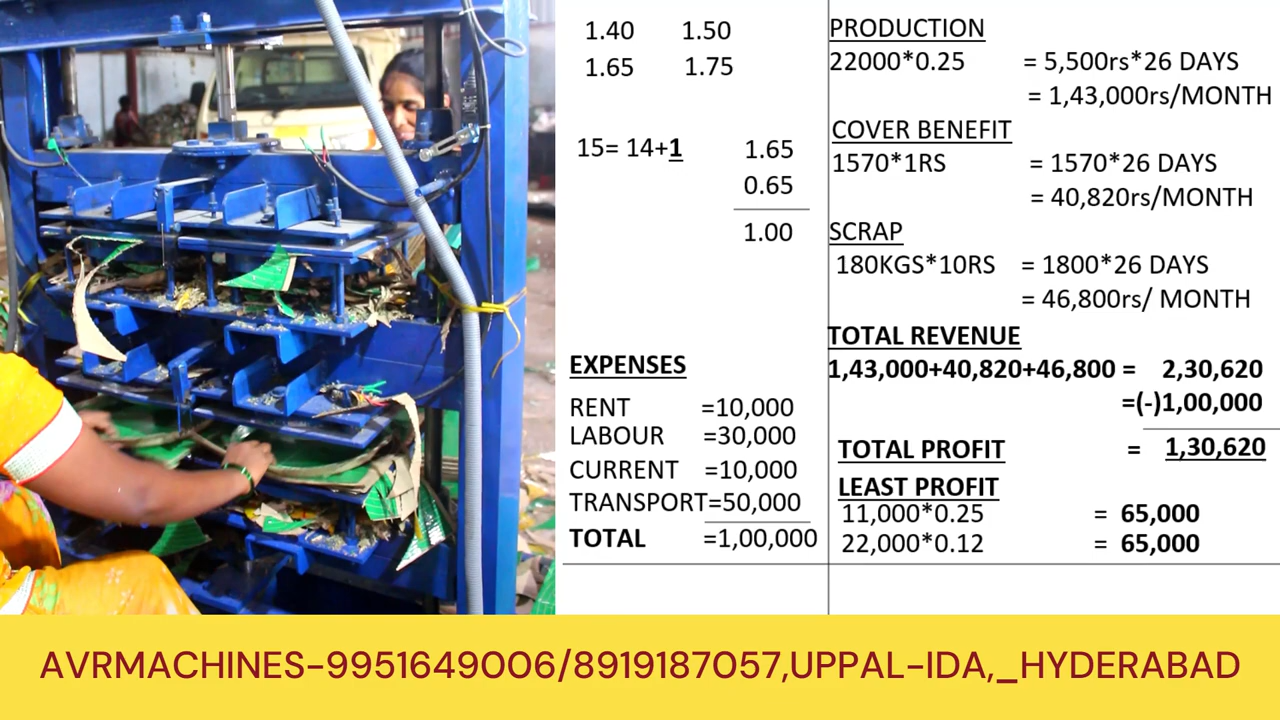 1.40 1.50
1.65 1.75
15= 14+1
1.65
0.65
1.00
EXPENSES
RENT =10,000
LABOUR =30,000
CURRENT =10,000
TRANSPORT=50,000
TOTAL =1,00,000
PRODUCTION
22000*0.25 = 5,500rs*26 DAYS
= 1,43,000rs/MONTH
COVER BENEFIT
1570*1RS = 1570*26 DAYS
= 40,820rs/MONTH
SCRAP
180KGS*10RS = 1800*26 DAYS
= 46,800rs/ MONTH
TOTAL REVENUE
1,43,000+40,820+46,800 = 2,30,620
=(-)1,00,000
TOTAL PROFIT = 1,30,620
LEAST PROFIT
11,000*0.25 = 65,000
22,000*0.12 = 65,000
AVRMACHINES-9951649006/8919187057,UPPAL-IDA,_HYDERABAD